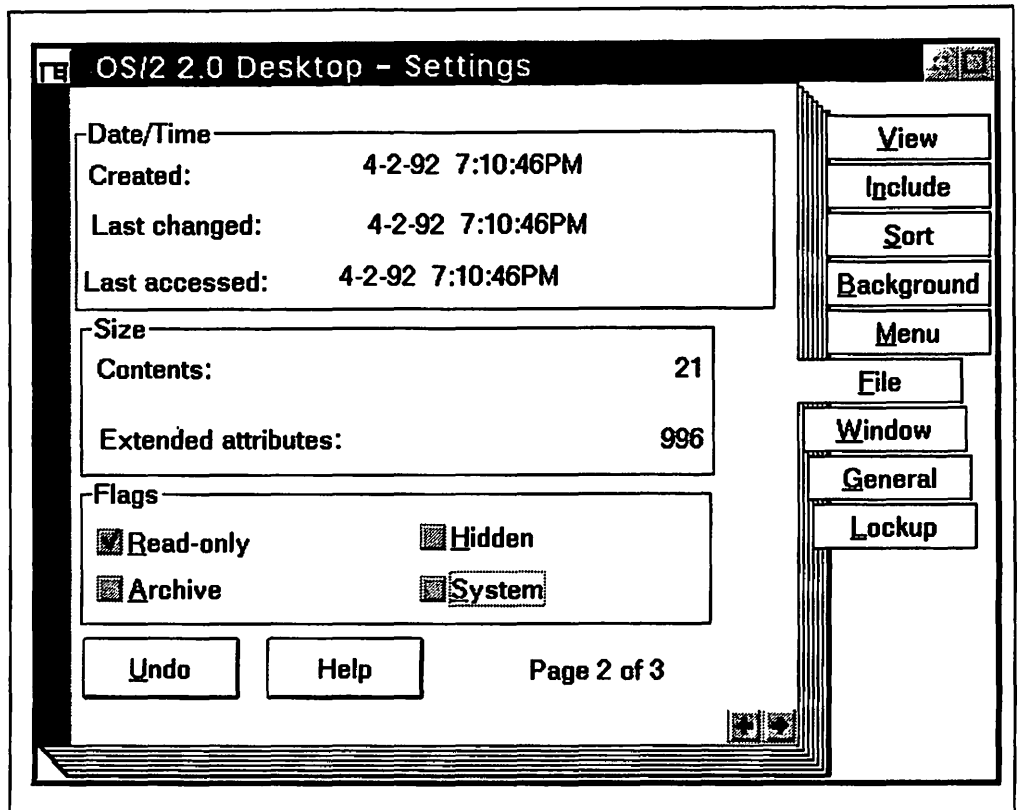 OS/2 2.0 Desktop – Settings
Date/Time
Created: 4-2-92 7:10:46PM
Last changed: 4-2-92 7:10:46PM
Last accessed: 4-2-92 7:10:46PM
Size
Contents: 21
Extended attributes: 996
Flags
Read-only Hidden
Archive System
Undo Help Page 2 of 3
View
Include
Sort
Background
Menu
File
Window
General
Lockup